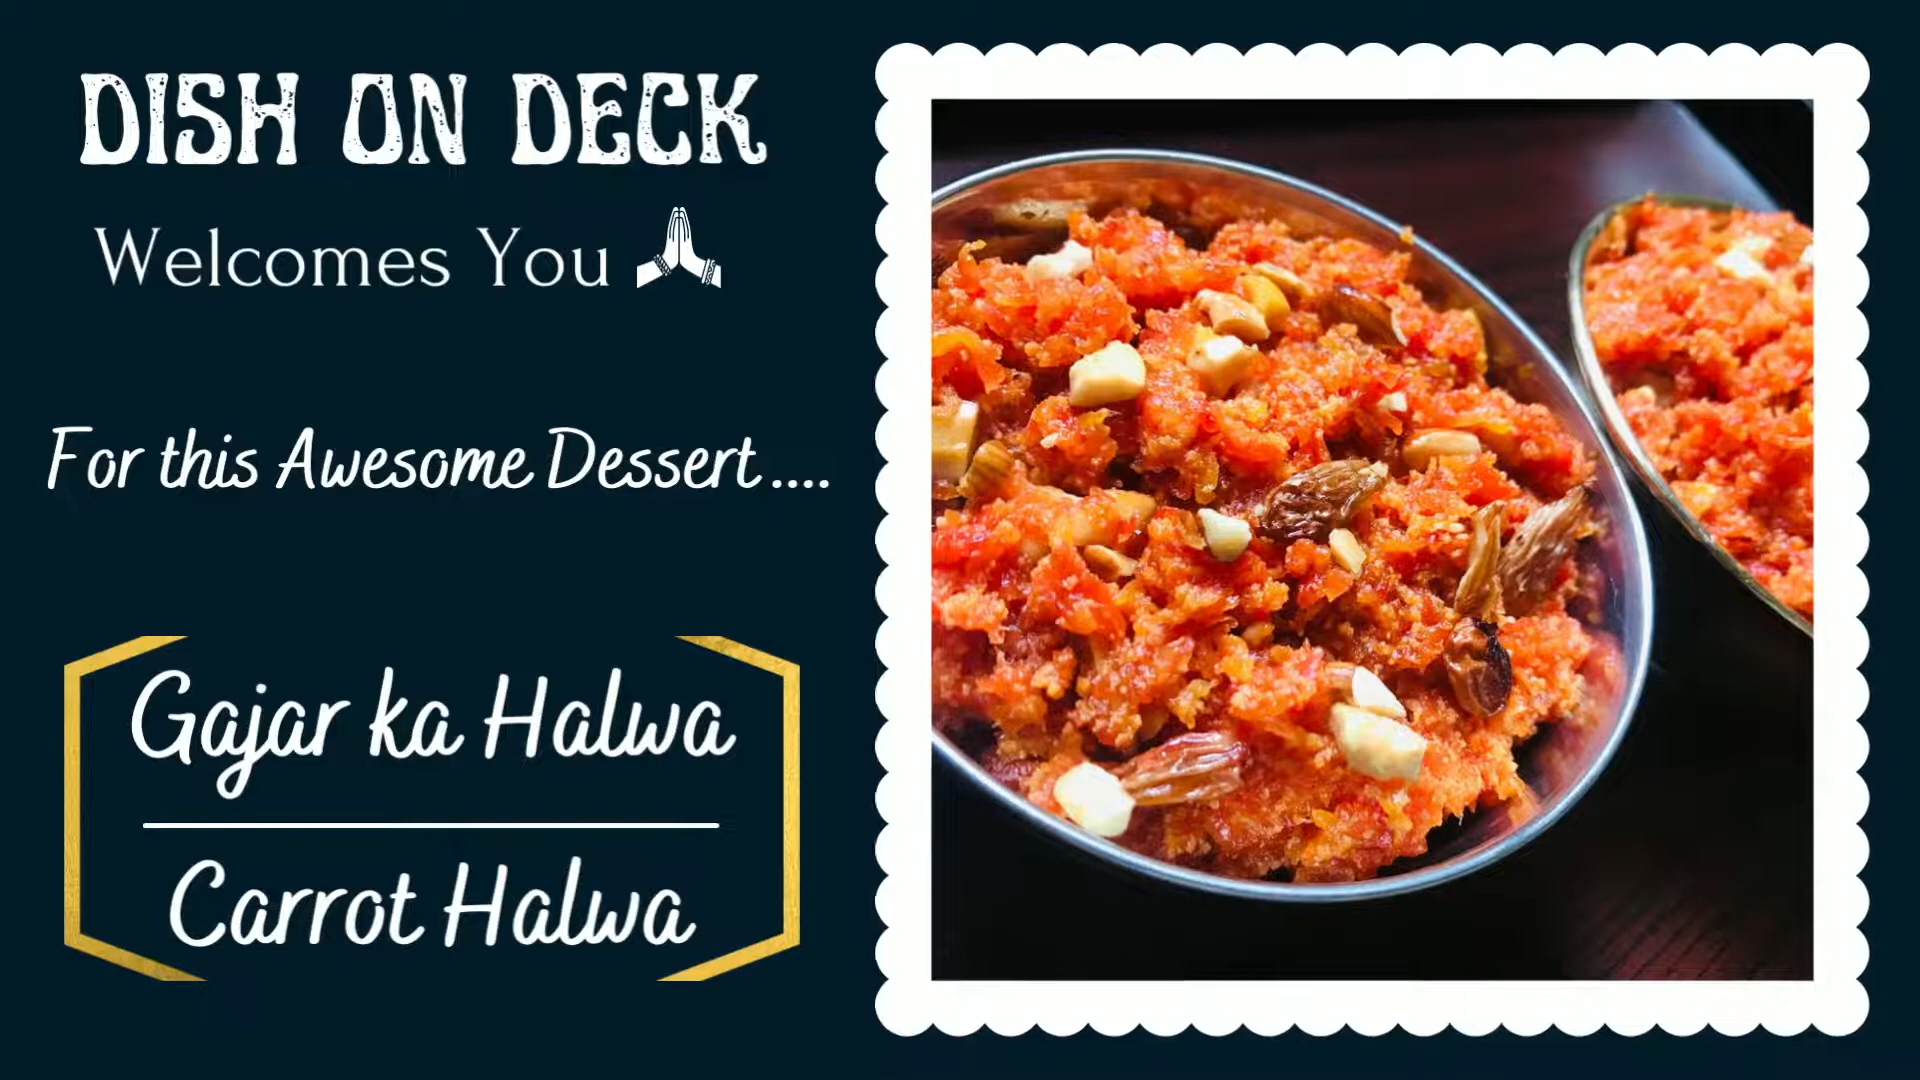 DISH ON DECK
Welcomes You
For this Awesome Dessert....
Gajar ka Halwa
Carrot Halwa